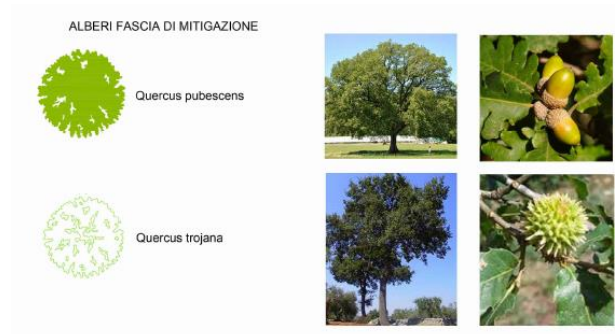 ALBERI FASCIA DI MITIGAZIONE
Quercus pubescens
Quercus trojana